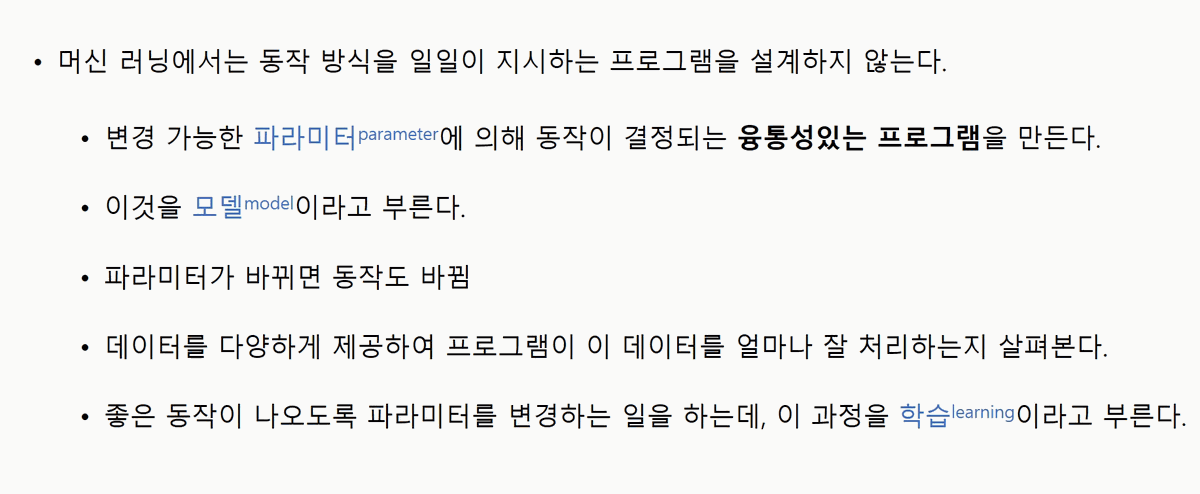 • 머신 러닝에서는 동작 방식을 일일이 지시하는 프로그램을 설계하지 않는다.
• 변경 가능한 파라미터parameter에 의해 동작이 결정되는 융통성있는 프로그램을 만든다.
• 이것을 모델model이라고 부른다.
• 파라미터가 바뀌면 동작도 바뀜
• 데이터를 다양하게 제공하여 프로그램이 이 데이터를 얼마나 잘 처리하는지 살펴본다.
• 좋은 동작이 나오도록 파라미터를 변경하는 일을 하는데, 이 과정을 학습learning이라고 부른다.